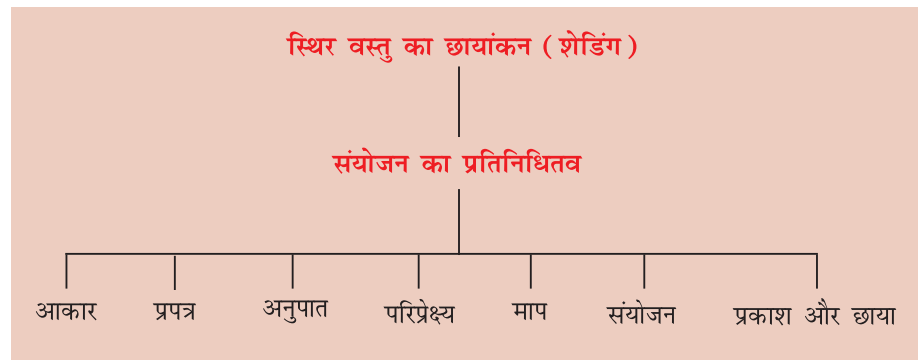 स्थिर वस्तु का छायांकन ( शेडिंग )
संयोजन का प्रतिनिधितव
आकार प्रपत्र अनुपात परिप्रेक्ष्य माप संयोजन प्रकाश और छाया